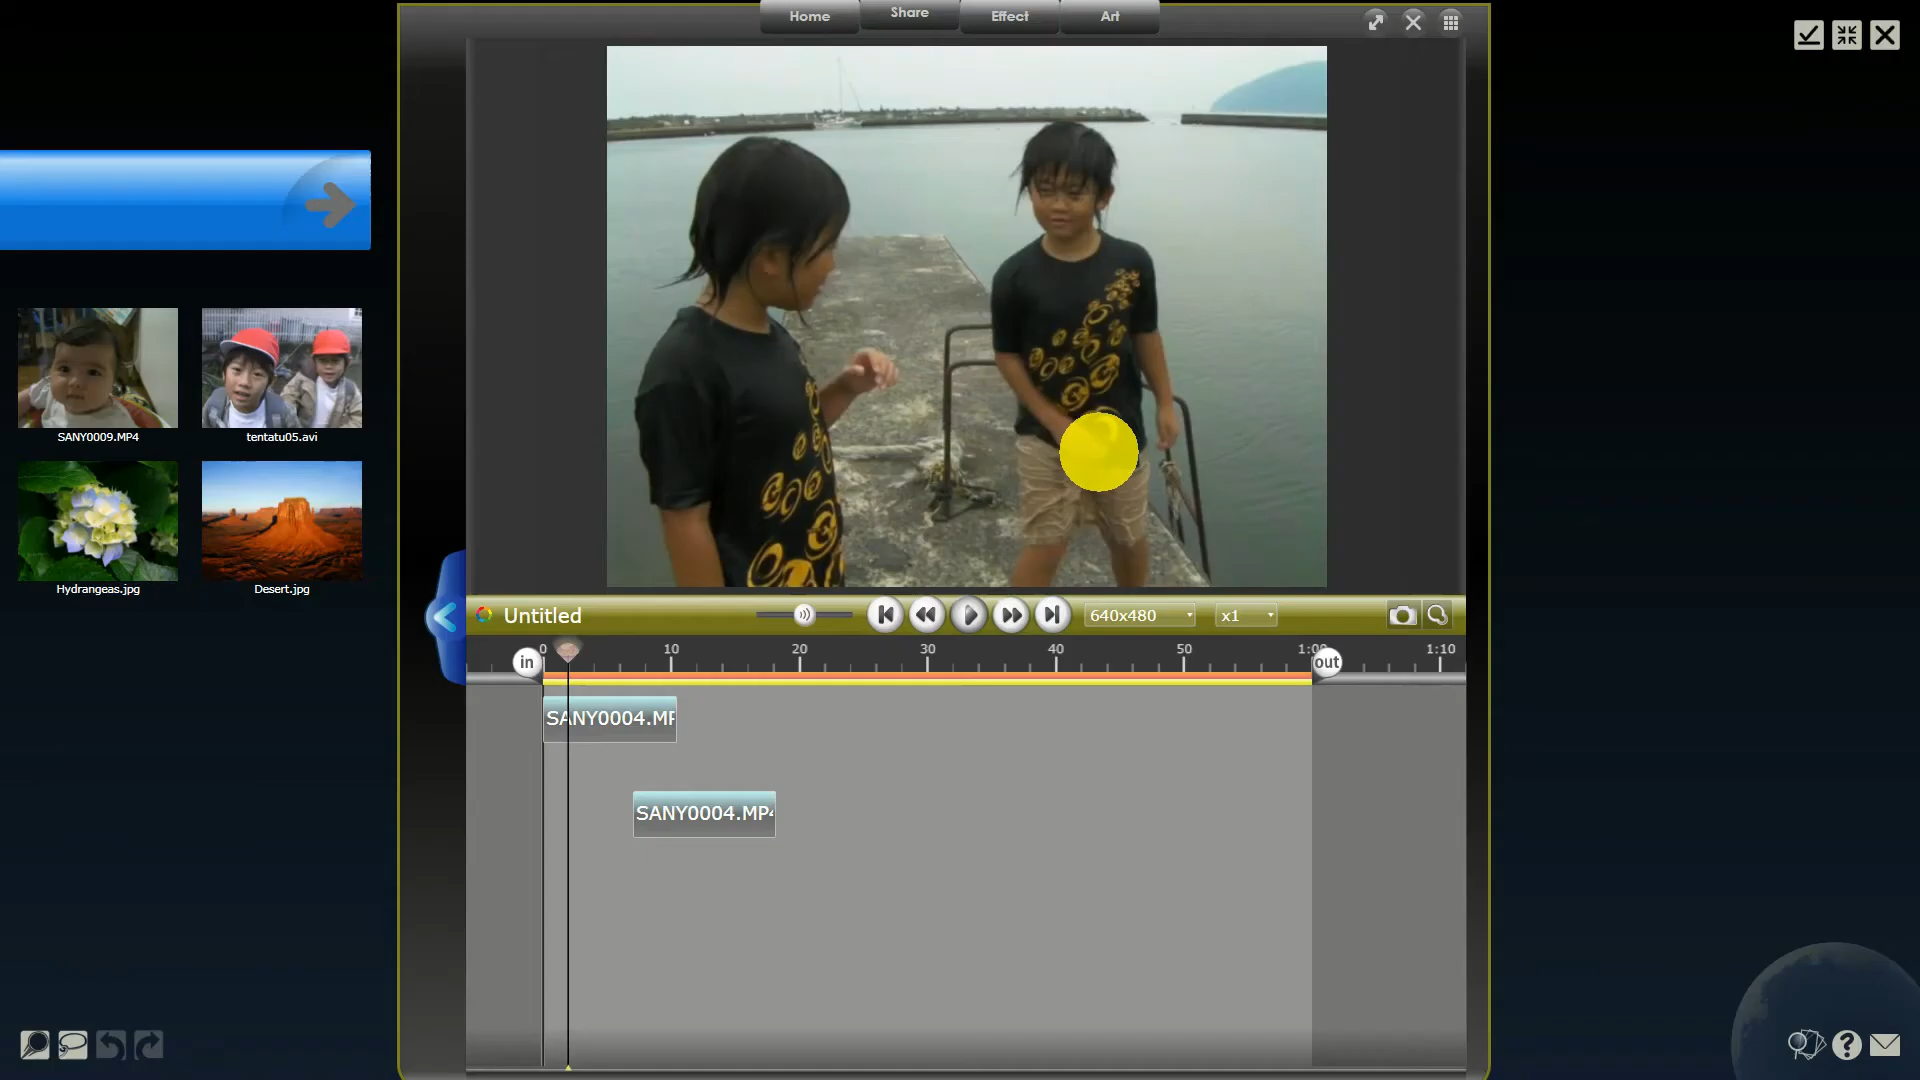 Home
Share
Effect
Art
SANY0009.MP4
tentatu05.avi
Hydrangeas.jpg
Desert.jpg
Untitled
640x480
x1
in
0
10
20
30
40
50
1:00
out
1:10
SANY0004.MP
SANY0004.MP4